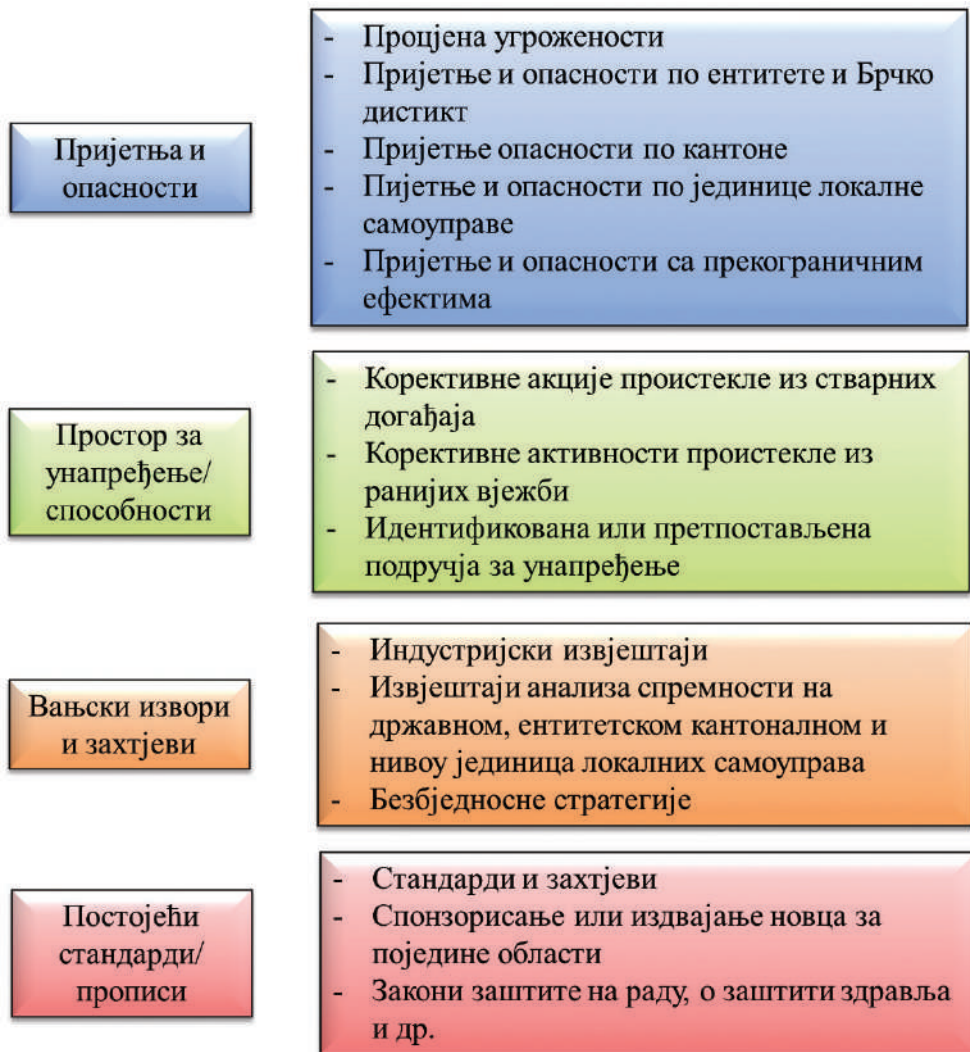 Пријетња и
опасности
- Процјена угрожености
- Пријетње и опасности по ентитете и Брчко
дистикт
- Пријетње опасности по кантоне
- Пијетње и опасности по јединице локалне
самоуправе
- Пријетње и опасности са прекограничним
ефектима
Простор за
унапређење/
способности
- Корективне акције проистекле из стварних
догађаја
- Корективне активности проистекле из
ранијих вјежби
- Идентификована или претпостављена
подручја за унапређење
Вањски извори
и захтјеви
- Индустријски извјештаји
- Извјештаји анализа спремности на
државном, ентитетском кантоналном и
нивоу јединица локалних самоуправа
- Безбједносне стратегије
Постојећи
стандарди/
прописи
- Стандарди и захтјеви
- Спонзорисање или издвајање новца за
поједине области
- Закони заштите на раду, о заштити здравља
и др.